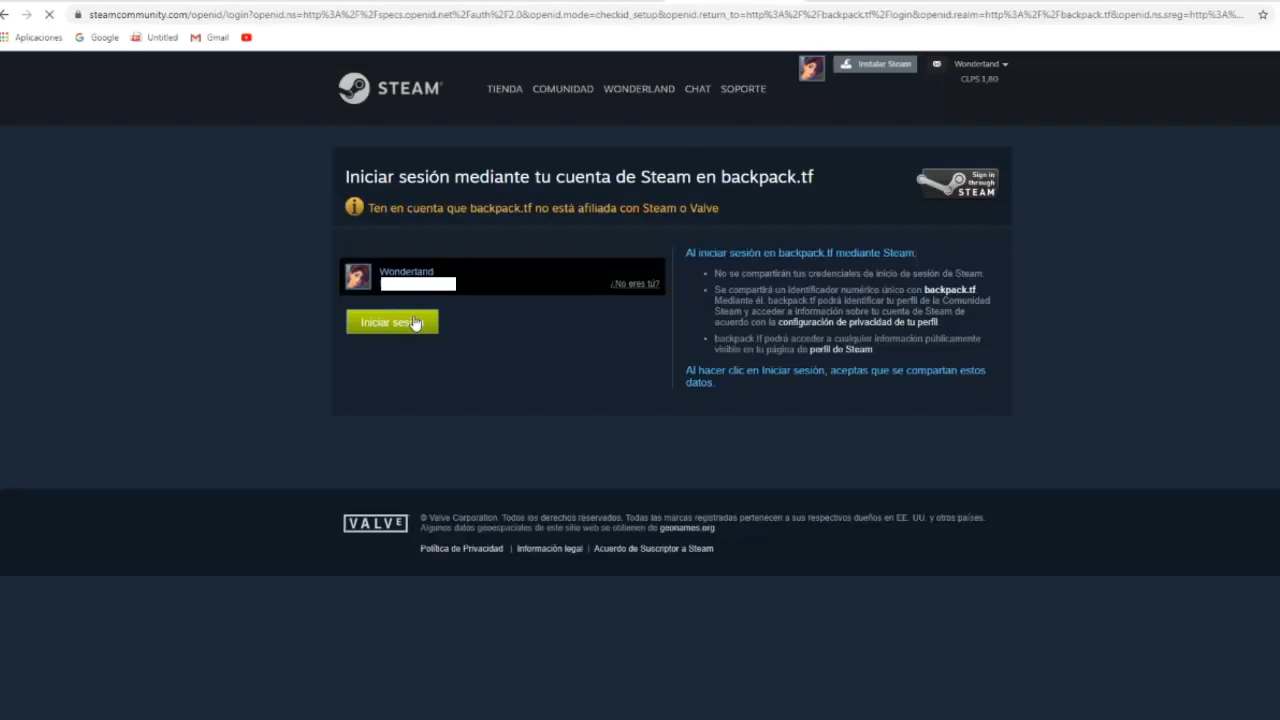 steamcommunity.com/openid/login?openid.ns=http%3A%2F%2Fspecs.openid.net%2Fauth%2F2.0&openid.mode=checkid_setup&openid.return_to=http%3A%2F%2Fbackpack.tf%2Flogin&openid.realm=http%3A%2F%2Fbackpack.tf&openid.ns.sreg=http%3A%...
Aplicaciones Google Untitled Gmail
STEAM
TIENDA COMUNIDAD WONDERLAND CHAT SOPORTE
Instalar Steam
Wonderland
CLP$ 1,80
Iniciar sesión mediante tu cuenta de Steam en backpack.tf
Sign in
through
STEAM
Ten en cuenta que backpack.tf no está afiliada con Steam o Valve
Wonderland
¿No eres tú?
Iniciar
Al iniciar sesión en backpack.tf mediante Steam:
• No se compartirán tus credenciales de inicio de sesión de Steam.
• Se compartirá un identificador numérico único con backpack.tf.
Mediante él, backpack.tf podrá identificar tu perfil de la Comunidad
Steam y acceder a información sobre tu cuenta de Steam de
acuerdo con la configuración de privacidad de tu perfil.
• backpack.tf podrá acceder a cualquier información públicamente
visible en tu página de perfil de Steam
Al hacer clic en Iniciar sesión, aceptas que se compartan estos
datos.
VALVE
© Valve Corporation. Todos los derechos reservados. Todas las marcas registradas pertenecen a sus respectivos dueños en EE. UU. y otros países.
Algunos datos geoespaciales de este sitio web se obtienen de geonames.org.
Política de Privacidad | Información legal | Acuerdo de Suscriptor a Steam